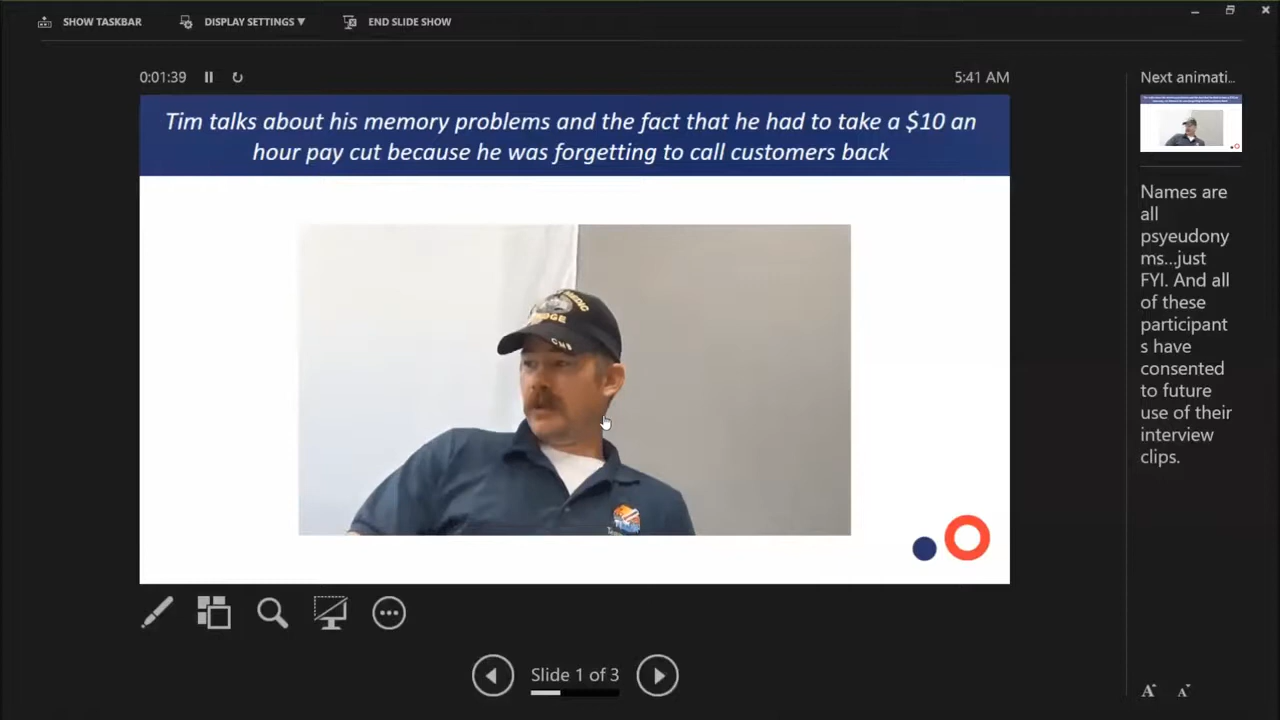 SHOW TASKBAR
DISPLAY SETTINGS ▼
END SLIDE SHOW
0:01:39
5:41 AM
Tim talks about his memory problems and the fact that he had to take a $10 an
hour pay cut because he was forgetting to call customers back
CMB
Slide 1 of 3
Next animati...
Names are
all
psyeudony
ms...just
FYI. And all
of these
participant
s have
consented
to future
use of their
interview
clips.
A A